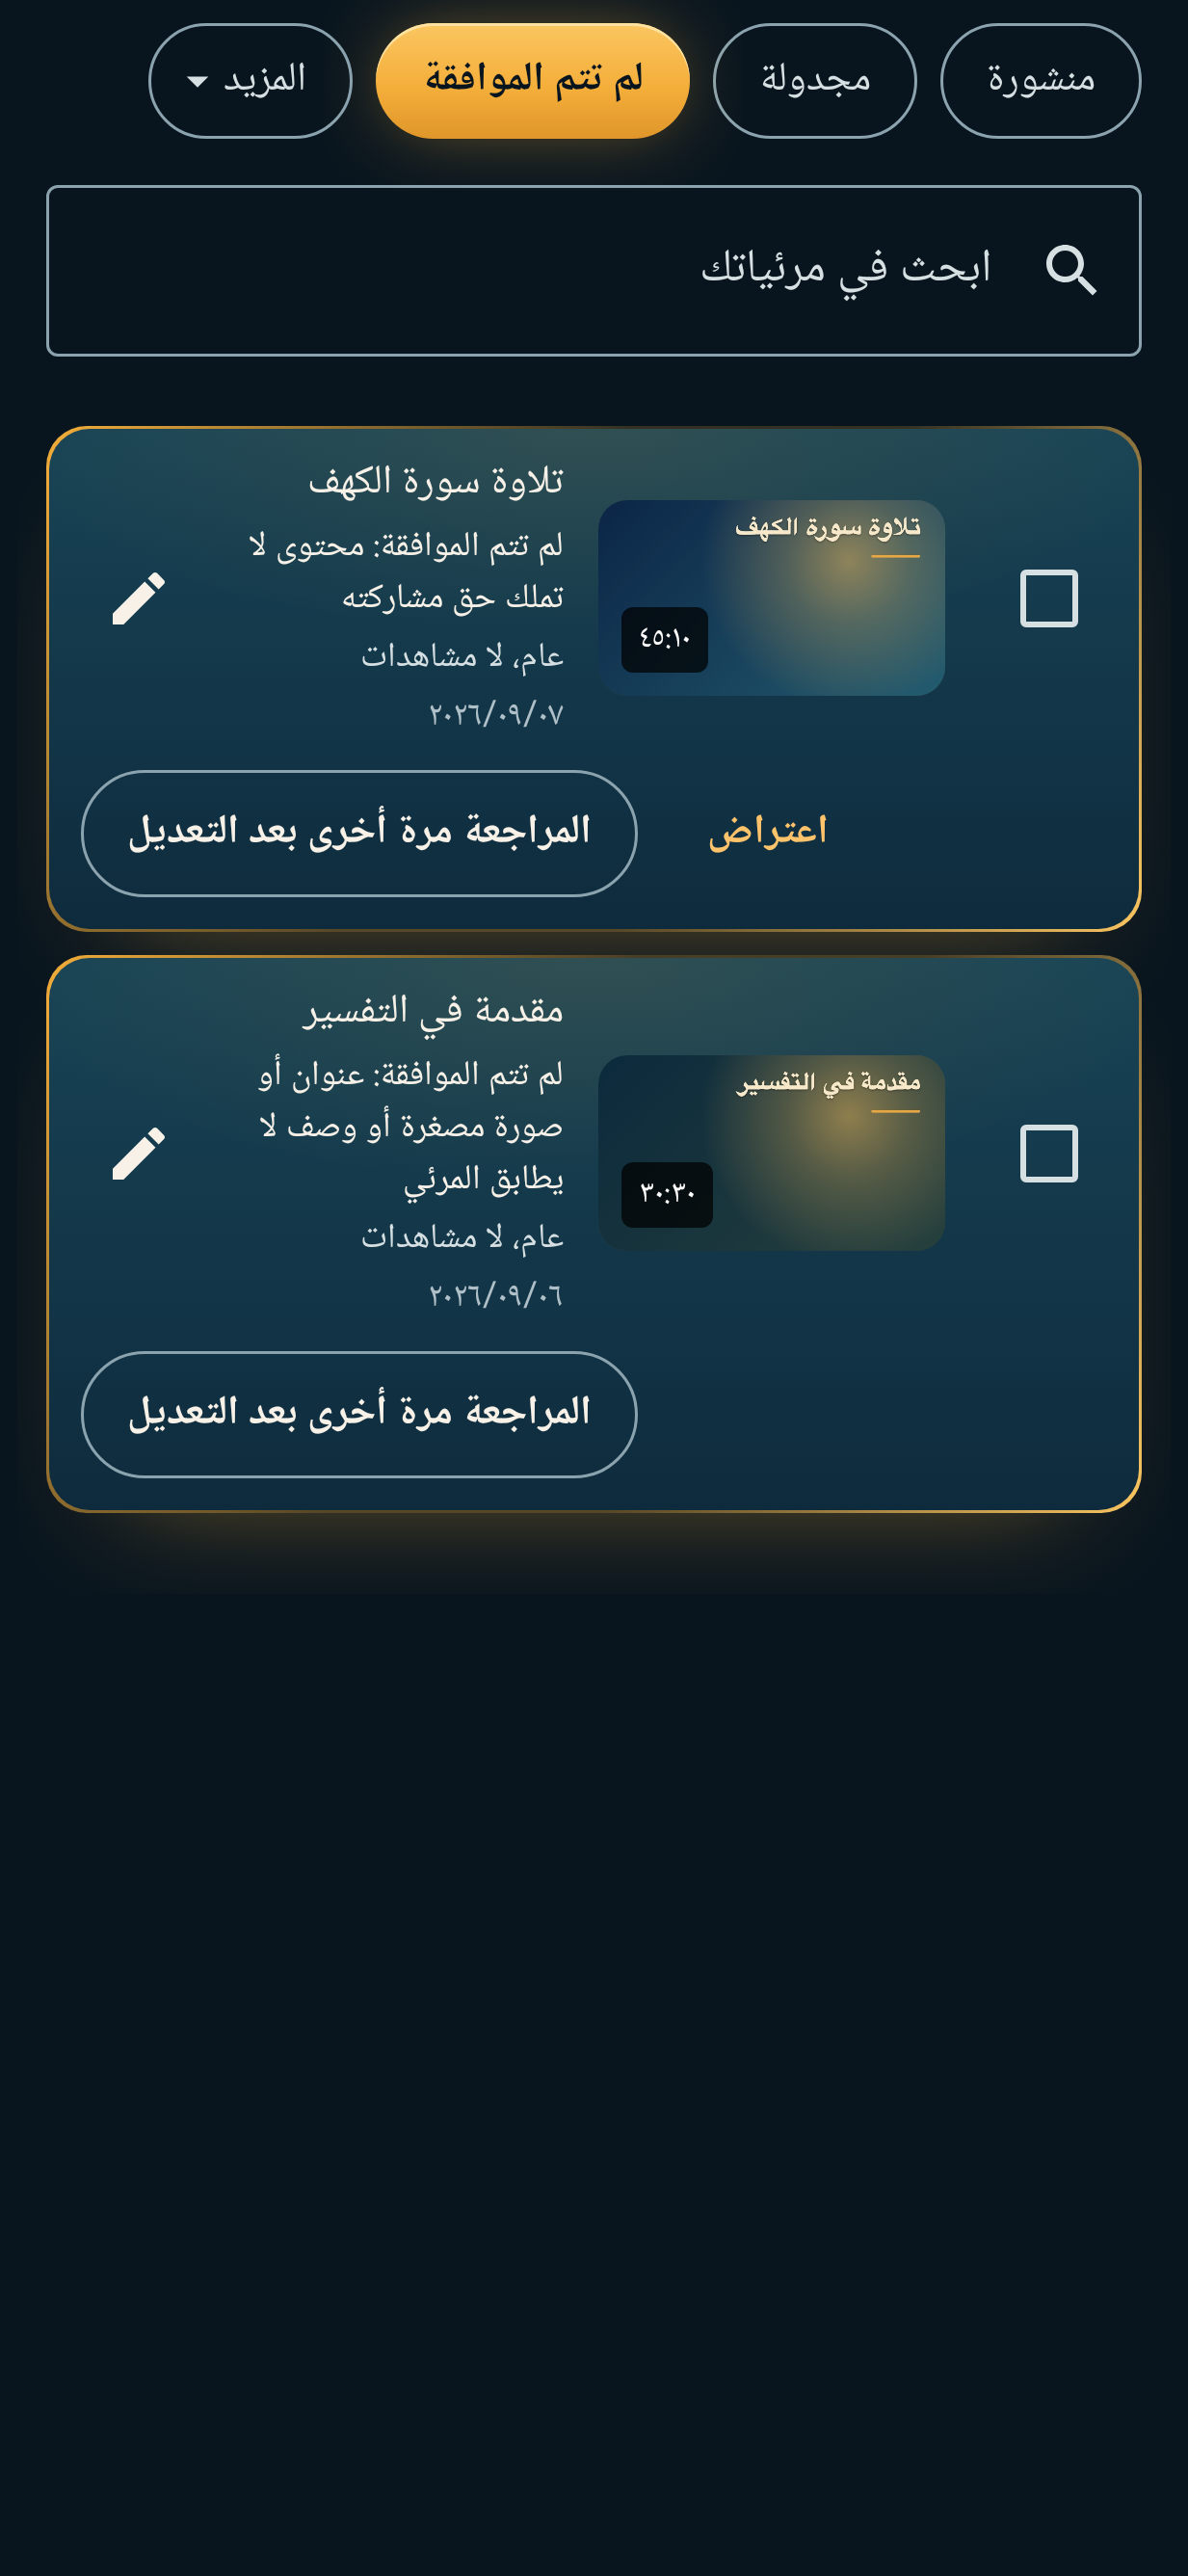 منشورة
مجدولة
لم تتم الموافقة
المزيد
ابحث في مرئياتك
تلاوة سورة الكهف
٤٥:١٠
تلاوة سورة الكهف
لم تتم الموافقة: محتوى لا
تملك حق مشاركته
عام، لا مشاهدات
٢٠٢٦/٠٩/٠٧
اعتراض
المراجعة مرة أخرى بعد التعديل
مقدمة في التفسير
٣٠:٣٠
مقدمة في التفسير
لم تتم الموافقة: عنوان أو
صورة مصغرة أو وصف لا
يطابق المرئي
عام، لا مشاهدات
٢٠٢٦/٠٩/٠٦
المراجعة مرة أخرى بعد التعديل